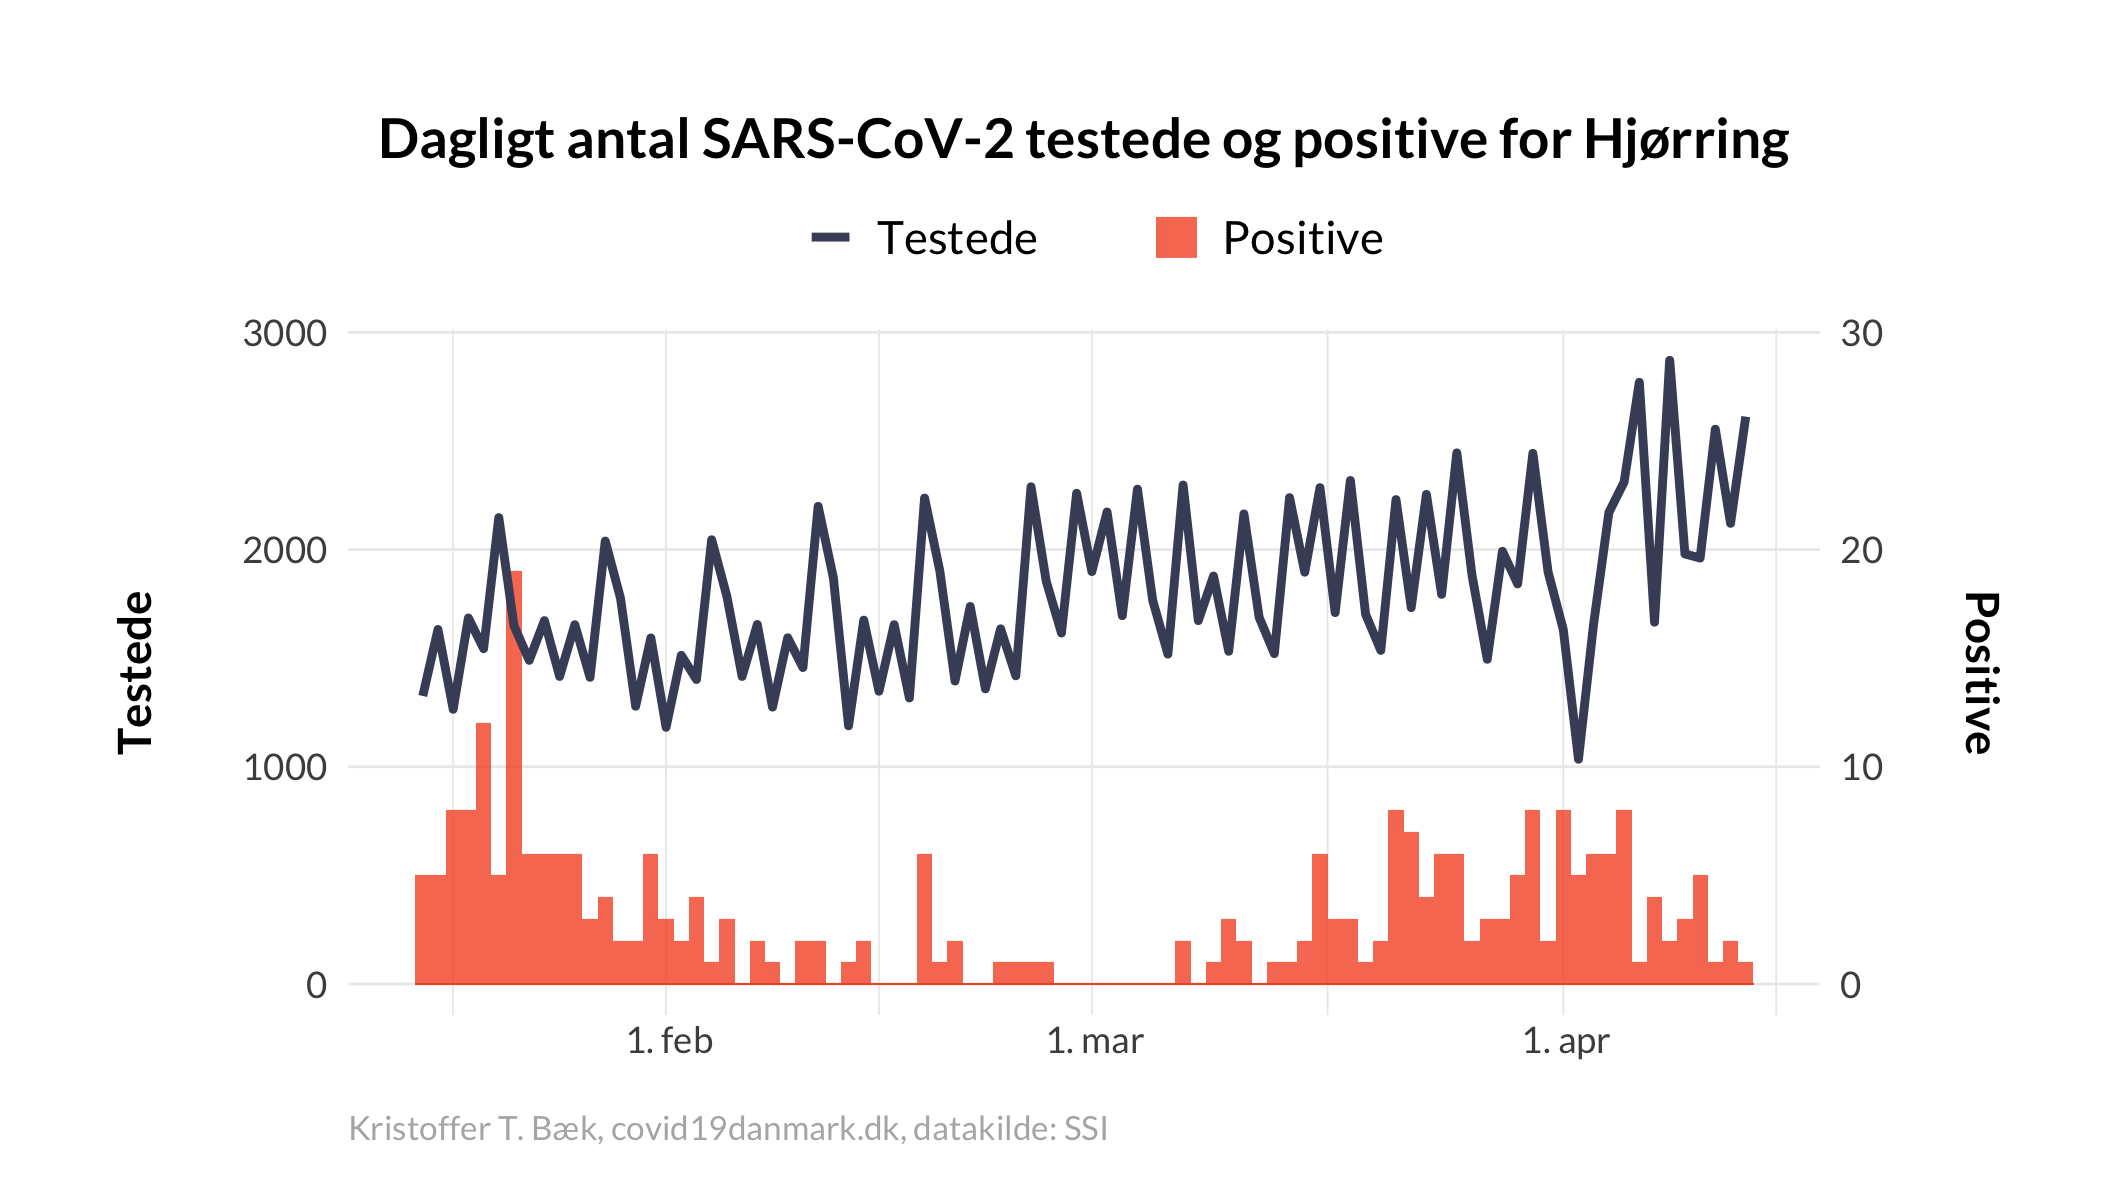 Dagligt antal SARS-CoV-2 testede og positive for Hjørring
Testede Positive
3000 30
2000 20
1000 10
0 0
Testede
Positive
1. feb 1. mar 1. apr
Kristoffer T. Bæk, covid19danmark.dk, datakilde: SSI